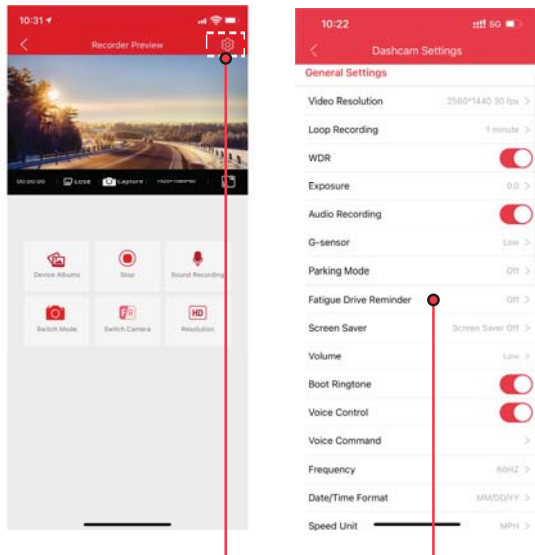 10:31
Recorder Preview
00:00:00 Lose Capture 1920*1080P60
Device Albums Stop Sound Recording
Switch Mode Switch Camera Resolution
F R
HD
10:22
5G
Dashcam Settings
General Settings
Video Resolution 2560*1440 30 fps >
Loop Recording 1 minute >
WDR
Exposure 0.0 >
Audio Recording
G-sensor Low >
Parking Mode Off >
Fatigue Drive Reminder Off >
Screen Saver Screen Saver Off >
Volume Low >
Boot Ringtone
Voice Control
Voice Command >
Frequency 60HZ >
Date/Time Format MM/DD/YY >
Speed Unit MPH >